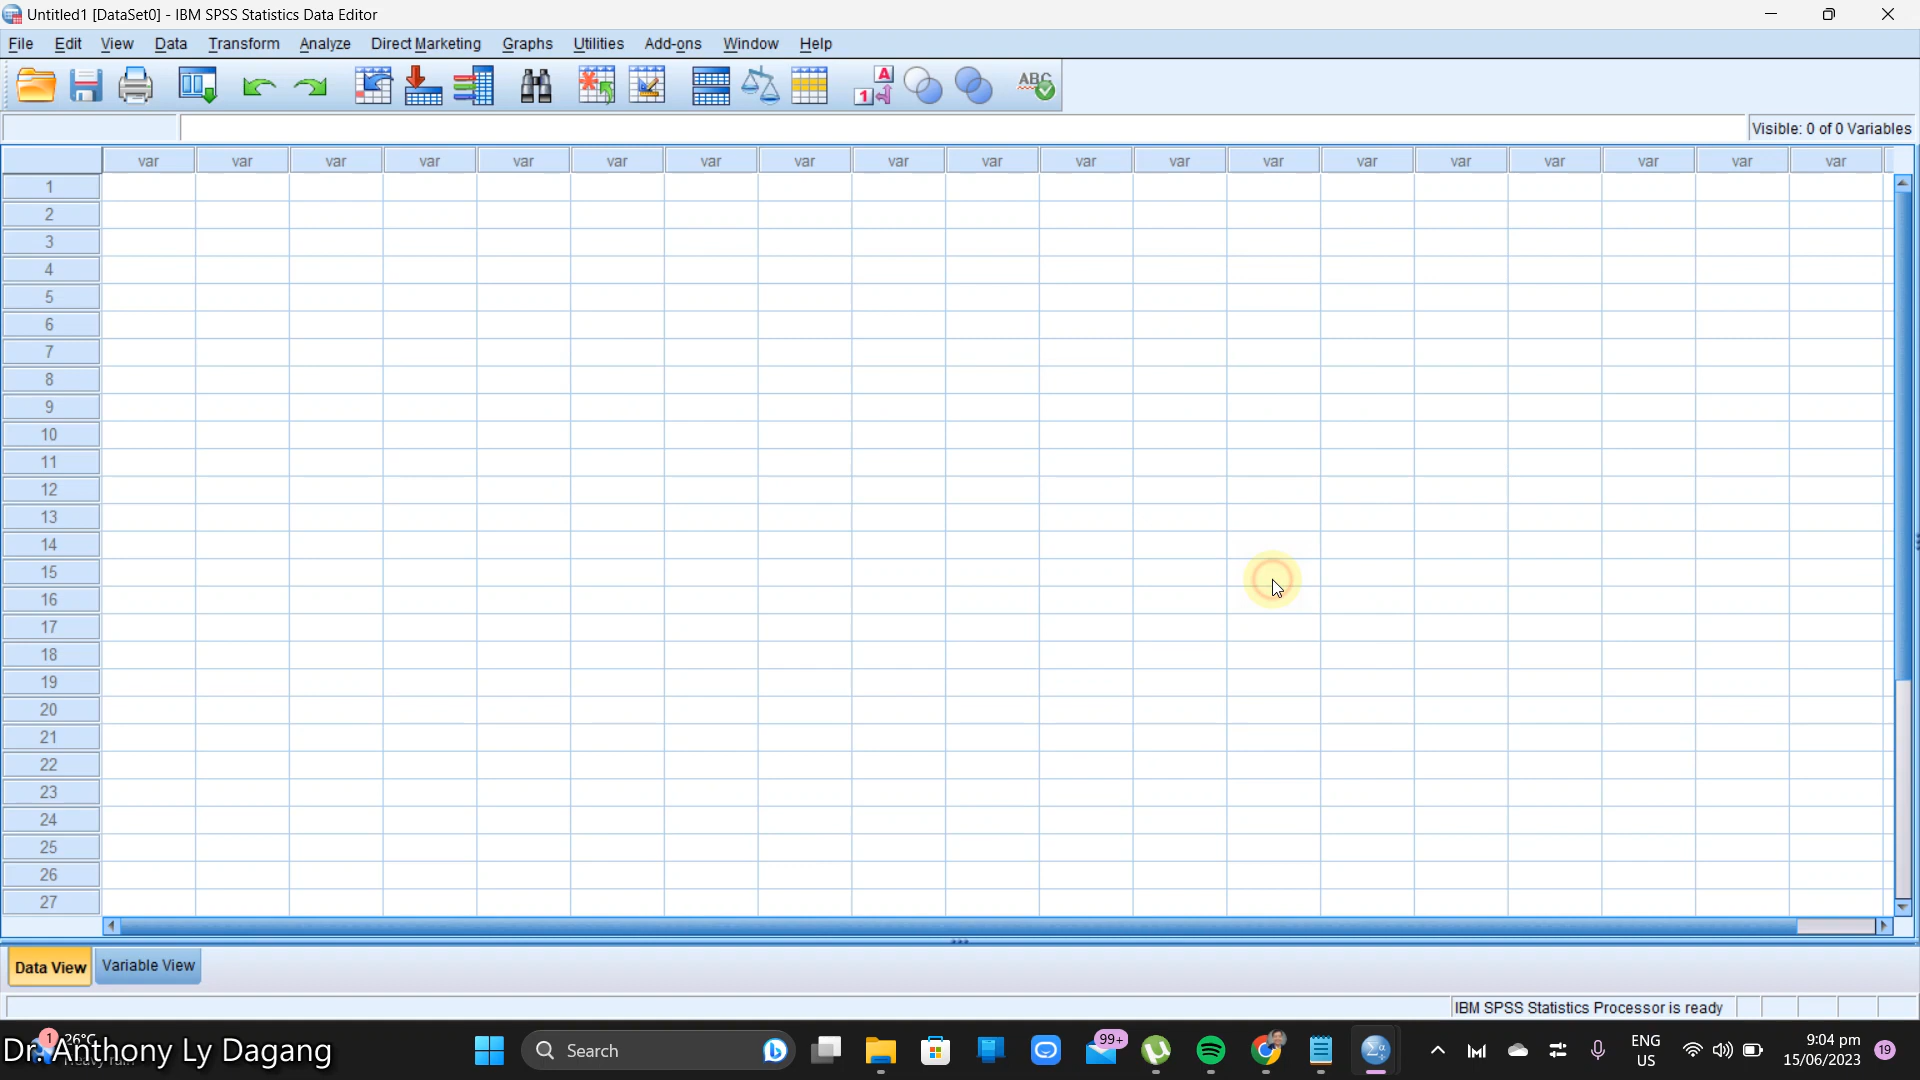 Untitled1 [DataSet0] - IBM SPSS Statistics Data Editor
File Edit View Data Transform Analyze Direct Marketing Graphs Utilities Add-ons Window Help
A
1
ABC
Visible: 0 of 0 Variables
var var var var var var var var var var var var var var var var var var var
1
2
3
4
5
6
7
8
9
10
11
12
13
14
15
16
17
18
19
20
21
22
23
24
25
26
27
Data View Variable View
IBM SPSS Statistics Processor is ready
1 26°C
Heavy rain
Dr. Anthony Ly Dagang
Search
99+
ENG
US
9:04 pm
15/06/2023
19